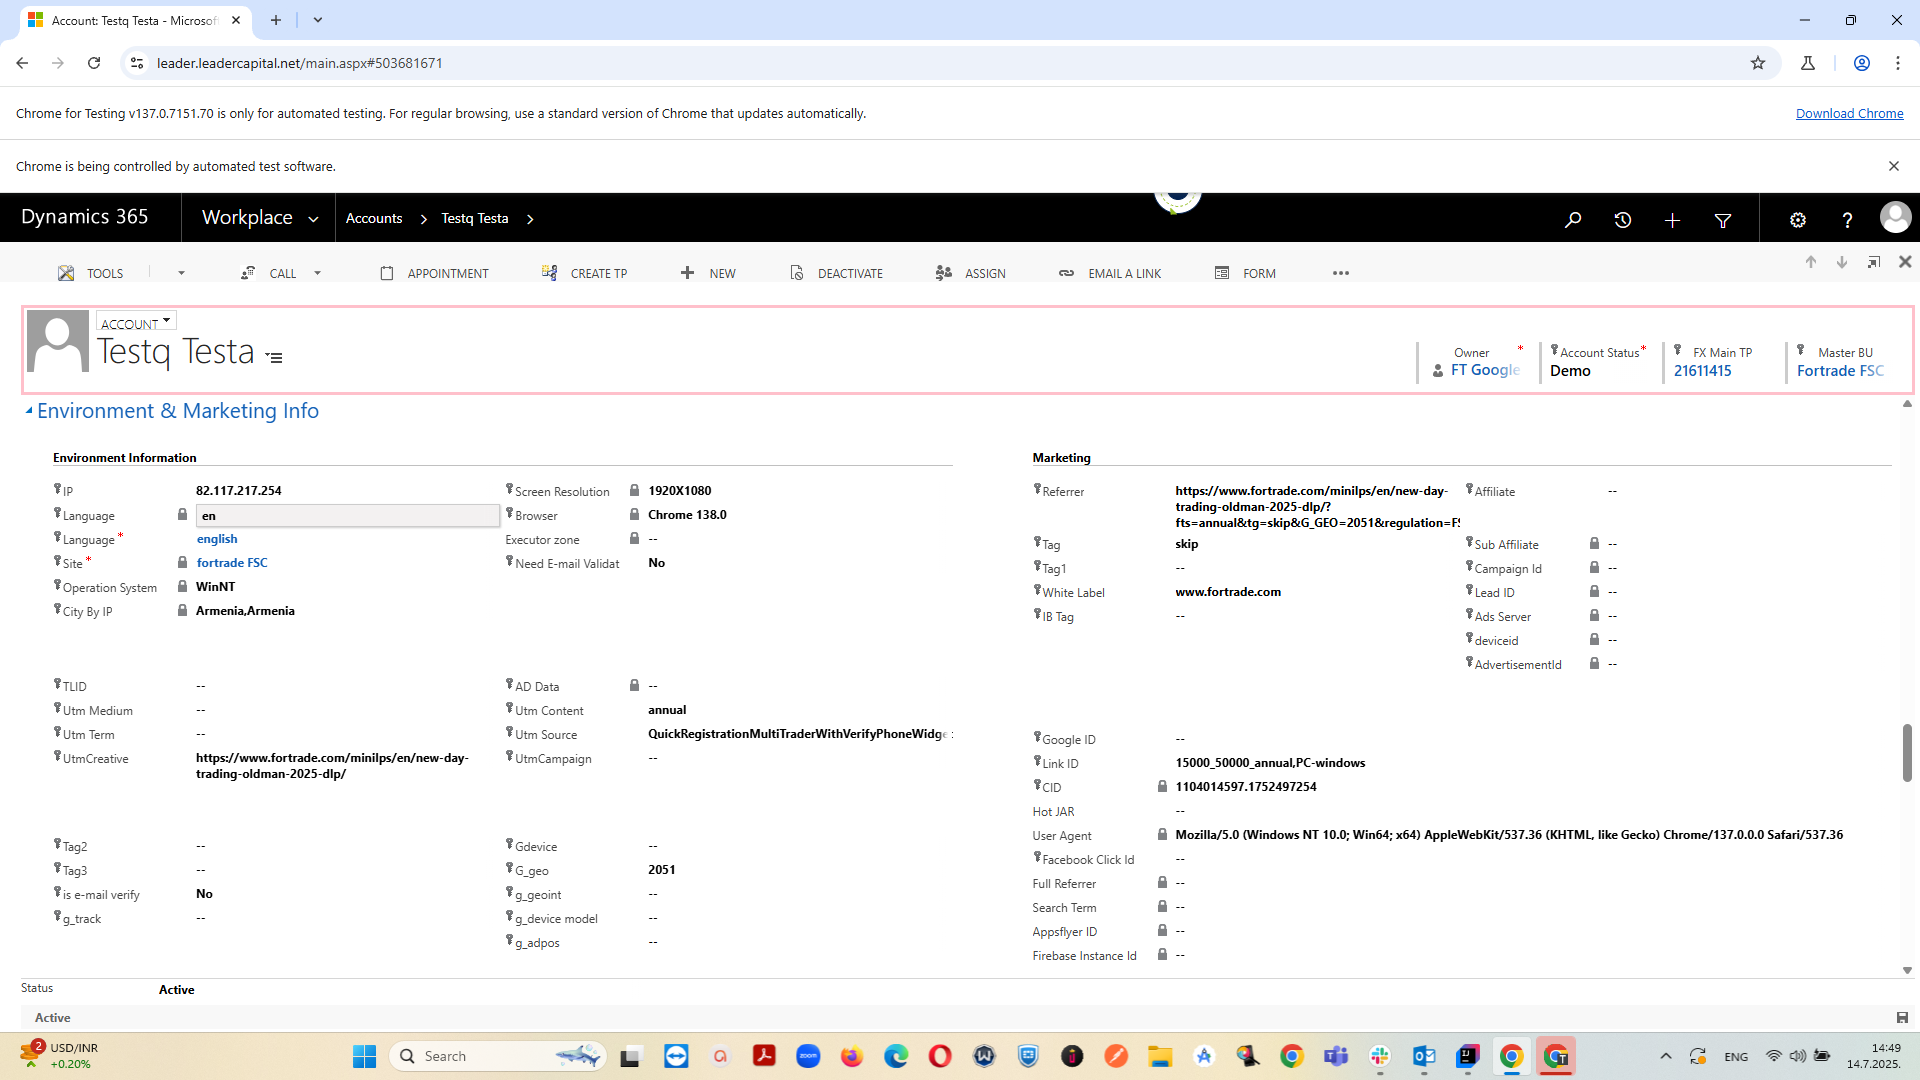 Account: Testq Testa - Microsof
leader.leadercapital.net/main.aspx#503681671
Chrome for Testing v137.0.7151.70 is only for automated testing. For regular browsing, use a standard version of Chrome that updates automatically.
Download Chrome
Chrome is being controlled by automated test software.
Dynamics 365
Workplace
Accounts
Testq Testa
TOOLS
CALL
APPOINTMENT
CREATE TP
NEW
DEACTIVATE
ASSIGN
EMAIL A LINK
FORM
ACCOUNT
Testq Testa
Owner *
FT Google
Account Status *
Demo
FX Main TP
21611415
Master BU
Fortrade FSC
Environment & Marketing Info
Environment Information
IP 82.117.217.254
Language en
Language * english
Site * fortrade FSC
Operation System WinNT
City By IP Armenia,Armenia
Screen Resolution 1920X1080
Browser Chrome 138.0
Executor zone --
Need E-mail Validat No
TLID --
Utm Medium --
Utm Term --
UtmCreative https://www.fortrade.com/minilps/en/new-day-
trading-oldman-2025-dlp/
AD Data --
Utm Content annual
Utm Source QuickRegistrationMultiTraderWithVerifyPhoneWidge
UtmCampaign --
Tag2 --
Tag3 --
is e-mail verify No
g_track --
Gdevice --
G_geo 2051
g_geoint --
g_device model --
g_adpos --
Marketing
Referrer https://www.fortrade.com/minilps/en/new-day-
trading-oldman-2025-dlp/?
fts=annual&tg=skip&G_GEO=2051&regulation=FS
Tag skip
Tag1 --
White Label www.fortrade.com
IB Tag --
Affiliate --
Sub Affiliate --
Campaign Id --
Lead ID --
Ads Server --
deviceid --
AdvertisementId --
Google ID --
Link ID 15000_50000_annual,PC-windows
CID 1104014597.1752497254
Hot JAR --
User Agent Mozilla/5.0 (Windows NT 10.0; Win64; x64) AppleWebKit/537.36 (KHTML, like Gecko) Chrome/137.0.0.0 Safari/537.36
Facebook Click Id --
Full Referrer --
Search Term --
Appsflyer ID --
Firebase Instance Id --
Status Active
Active
2
USD/INR
+0.20%
Search
zoom
ENG
14:49
14.7.2025.